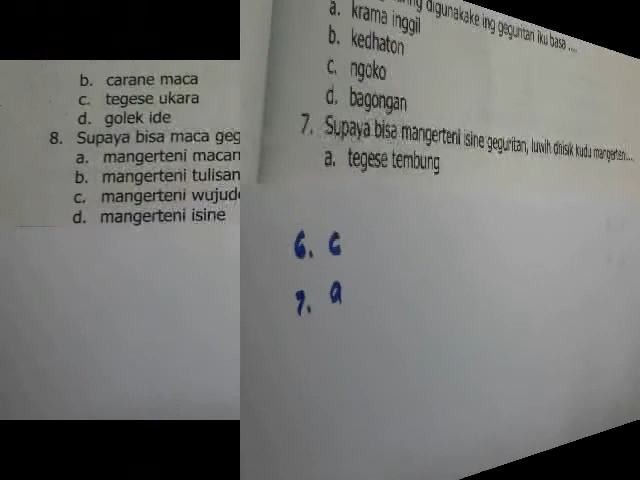 digunakake ing geguritan iku basa ....
a. krama inggil
b. kedhaton
c. ngoko
d. bagongan
7. Supaya bisa mangerteni isine geguritan, luwih dhisik kudu mangerteni....
a. tegese tembung
b. carane maca
c. tegese ukara
d. golek ide
8. Supaya bisa maca geg
a. mangerteni macan
b. mangerteni tulisan
c. mangerteni wujud
d. mangerteni isine
6. c
7. a